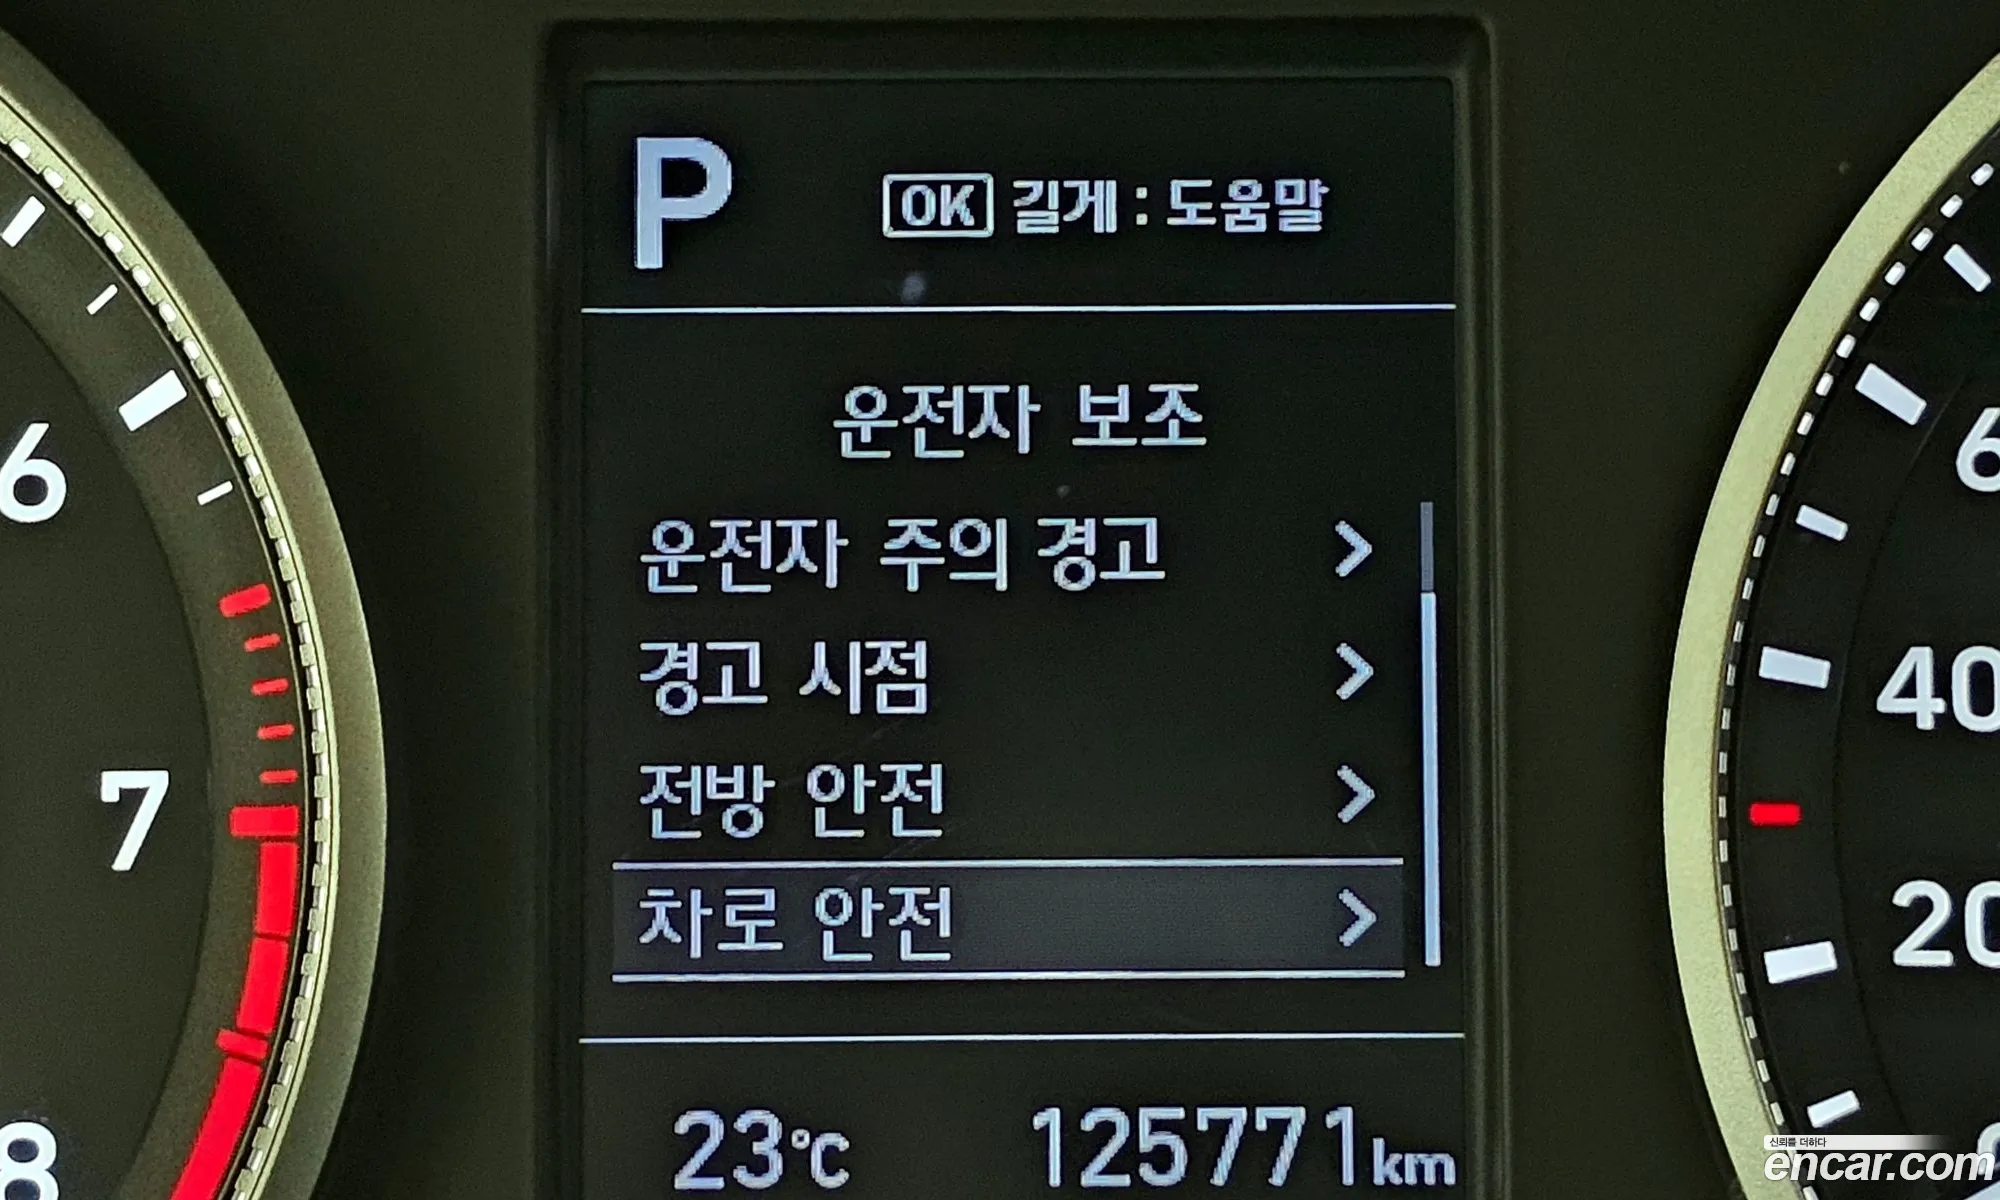 P
OK 길게 : 도움말
운전자 보조
운전자 주의 경고 >
경고 시점 >
전방 안전 >
차로 안전 >
23°C 125771km
6
7
8
6
40
20
신뢰를 더하다
encar.com